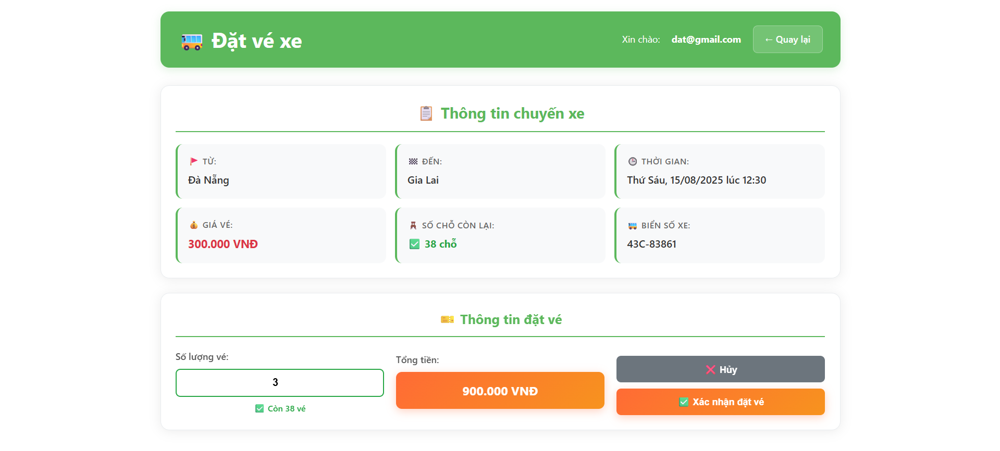 Đặt vé xe
Xin chào: dat@gmail.com
← Quay lại
Thông tin chuyến xe
TỪ:
Đà Nẵng
ĐẾN:
Gia Lai
THỜI GIAN:
Thứ Sáu, 15/08/2025 lúc 12:30
GIÁ VÉ:
300.000 VNĐ
SỐ CHỖ CÒN LẠI:
38 chỗ
BIỂN SỐ XE:
43C-83861
Thông tin đặt vé
Số lượng vé:
3
Còn 38 vé
Tổng tiền:
900.000 VNĐ
Hủy
Xác nhận đặt vé